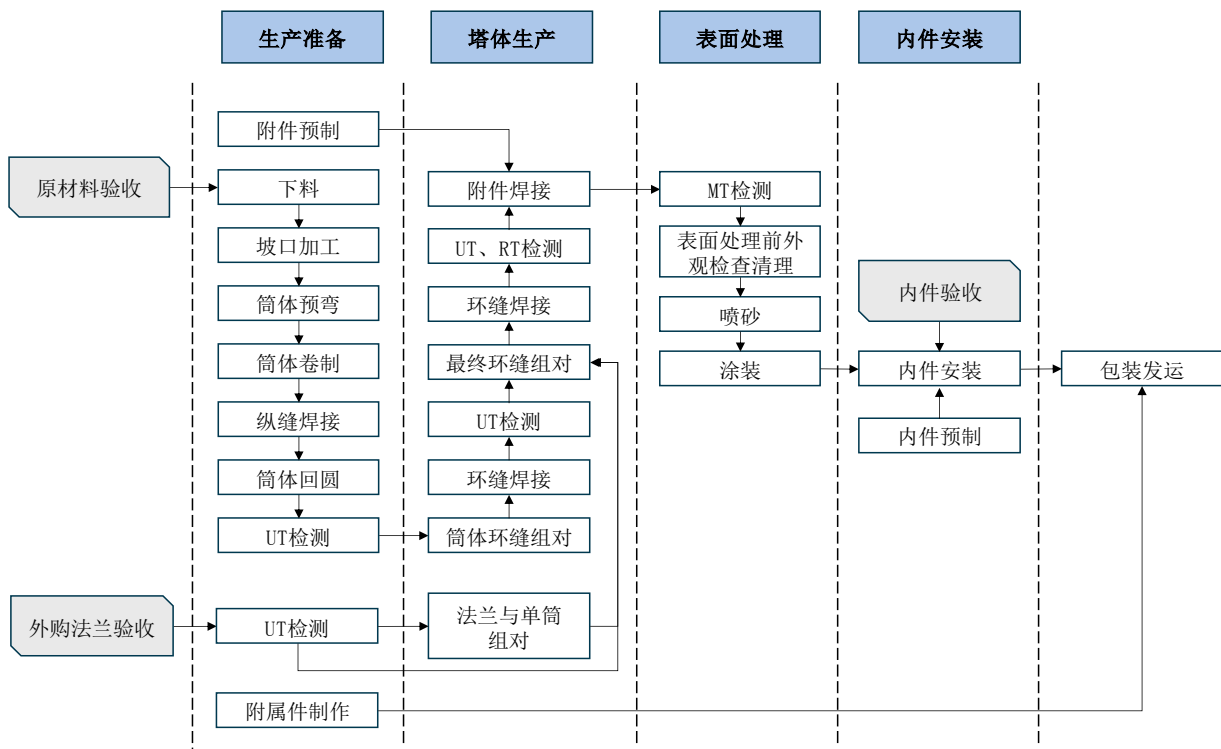 生产准备
塔体生产
表面处理
内件安装
附件预制
原材料验收
下料
坡口加工
筒体预弯
筒体卷制
纵缝焊接
筒体回圆
UT检测
附件焊接
UT、RT检测
环缝焊接
最终环缝组对
UT检测
环缝焊接
筒体环缝组对
外购法兰验收
UT检测
法兰与单筒
组对
附属件制作
MT检测
表面处理前外
观检查清理
喷砂
涂装
内件验收
内件安装
内件预制
包装发运